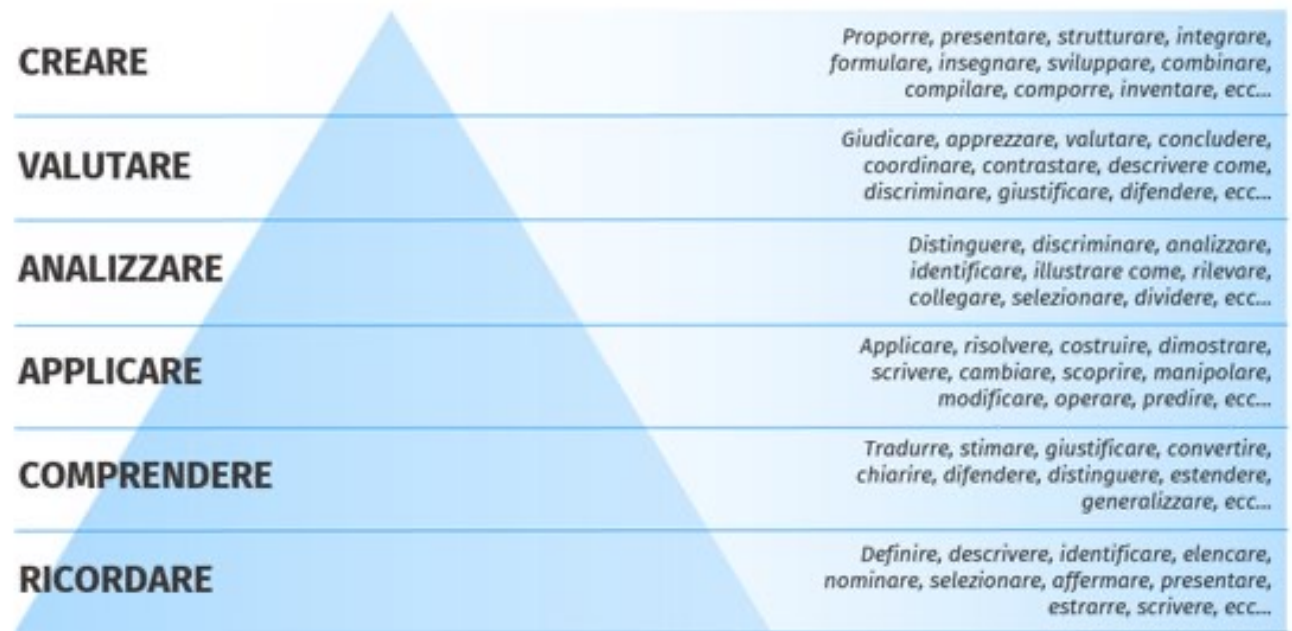 CREARE
Proporre, presentare, strutturare, integrare,
formulare, insegnare, sviluppare, combinare,
compilare, comporre, inventare, ecc...
VALUTARE
Giudicare, apprezzare, valutare, concludere,
coordinare, contrastare, descrivere come,
discriminare, giustificare, difendere, ecc...
ANALIZZARE
Distinguere, discriminare, analizzare,
identificare, illustrare come, rilevare,
collegare, selezionare, dividere, ecc...
APPLICARE
Applicare, risolvere, costruire, dimostrare,
scrivere, cambiare, scoprire, manipolare,
modificare, operare, predire, ecc...
COMPRENDERE
Tradurre, stimare, giustificare, convertire,
chiarire, difendere, distinguere, estendere,
generalizzare, ecc...
RICORDARE
Definire, descrivere, identificare, elencare,
nominare, selezionare, affermare, presentare,
estrarre, scrivere, ecc...